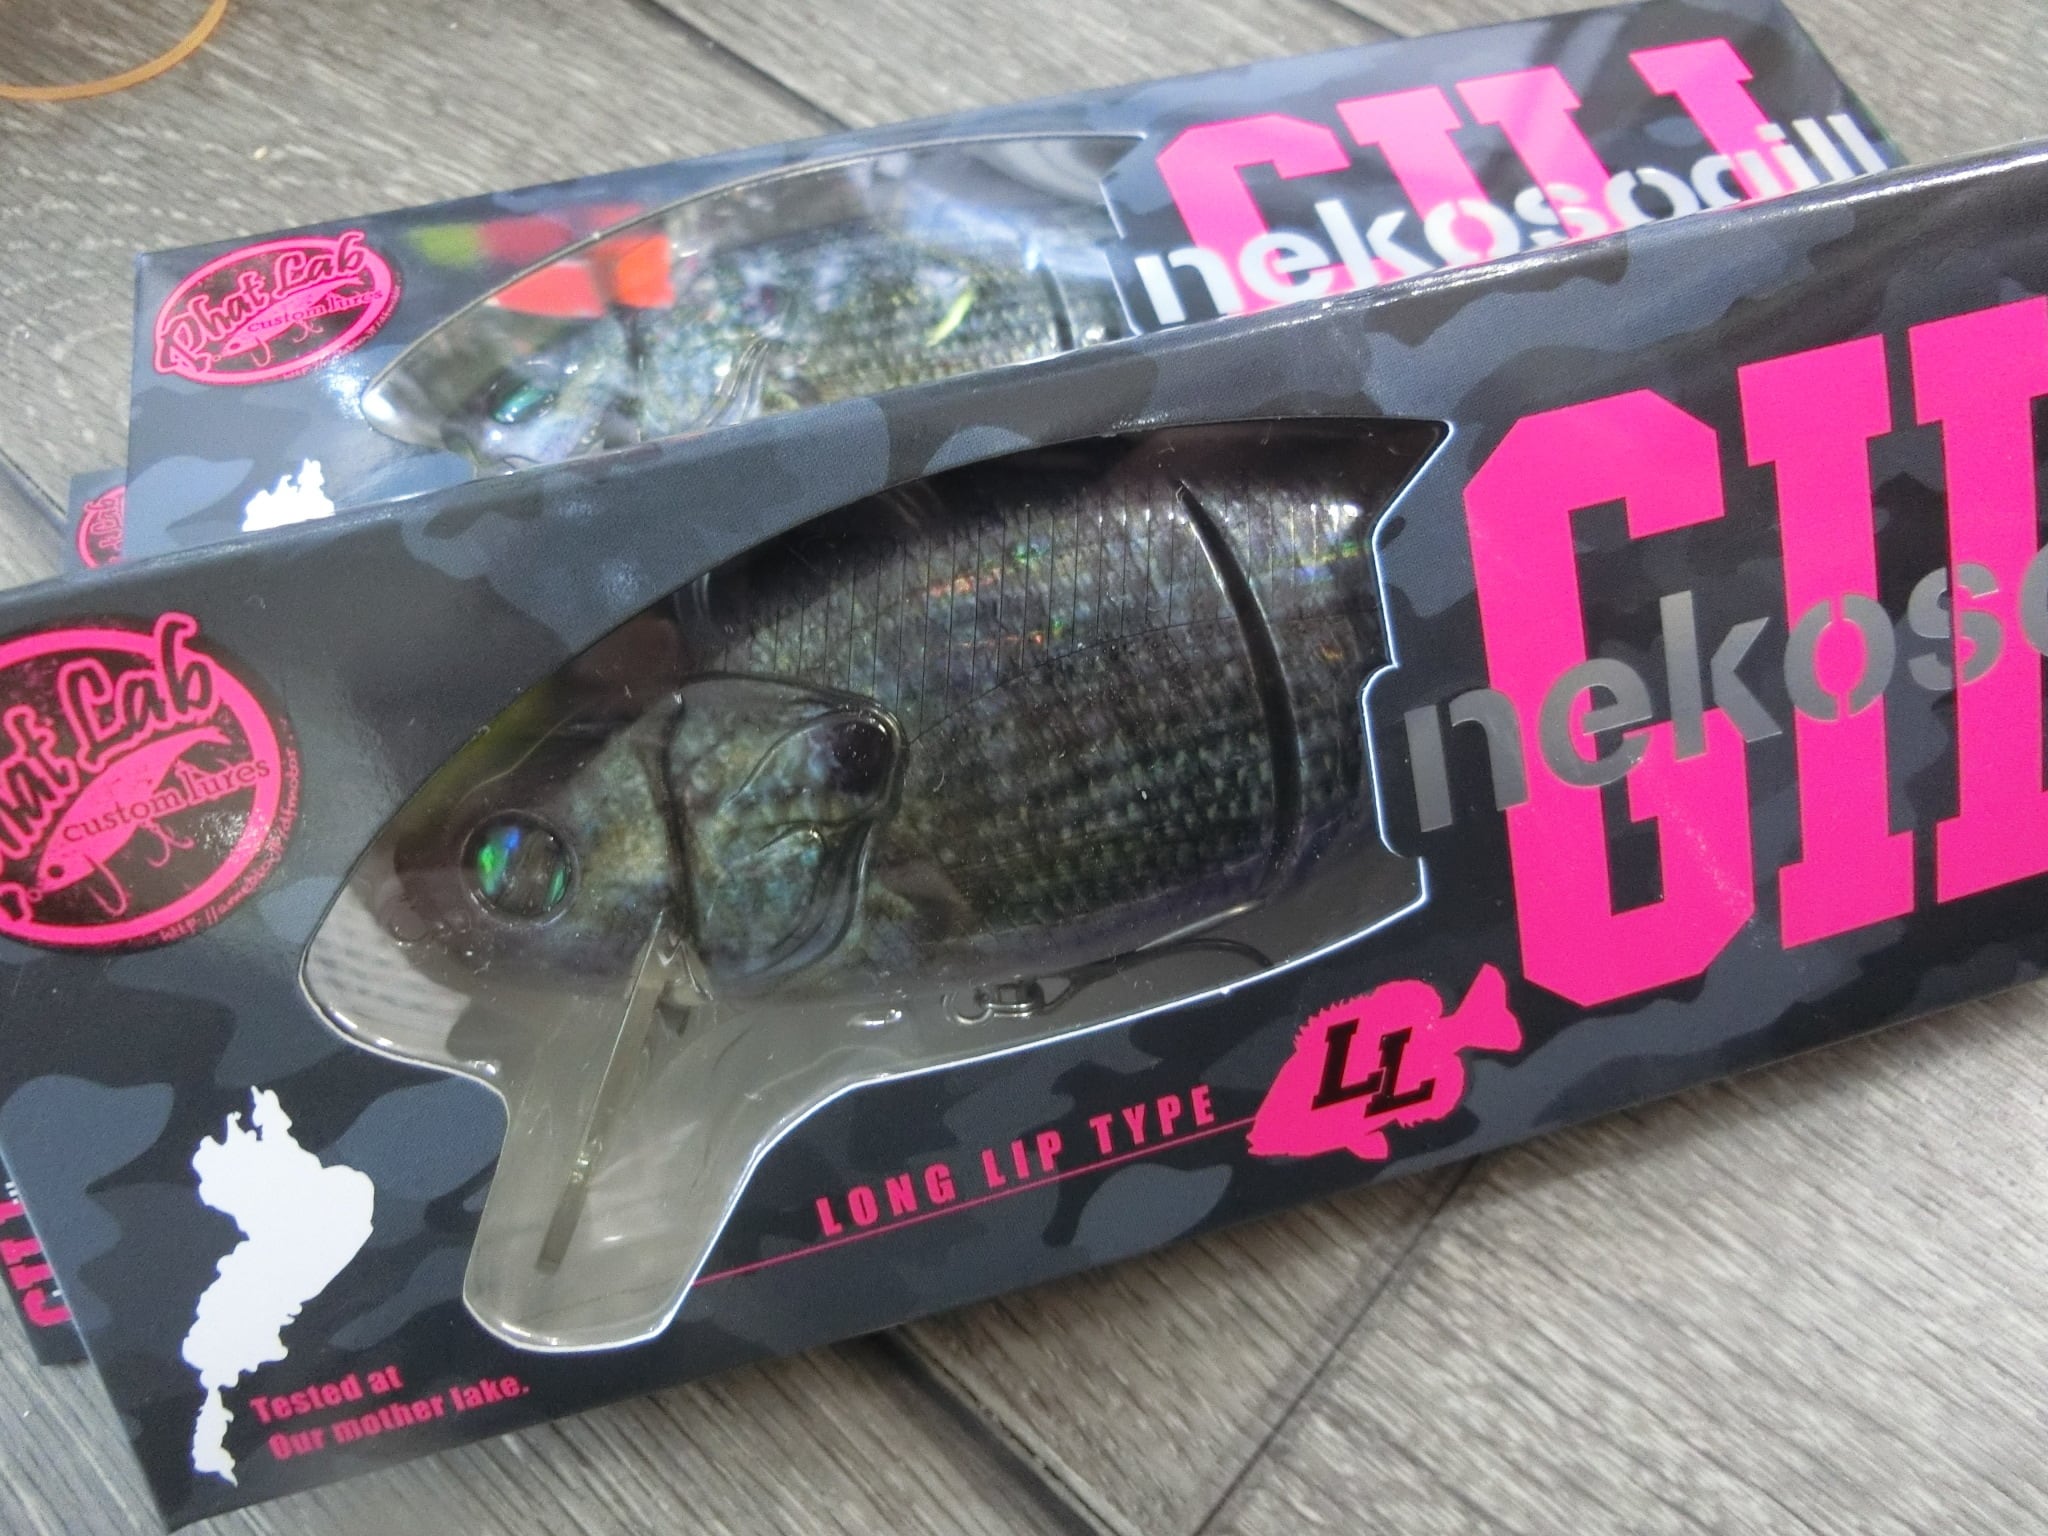 GILL
nekosogill
Phat Lab
custom lures
GIL
nekoso
Phat Lab
custom lures
LL
LONG LIP TYPE
Tested at
Our mother lake.